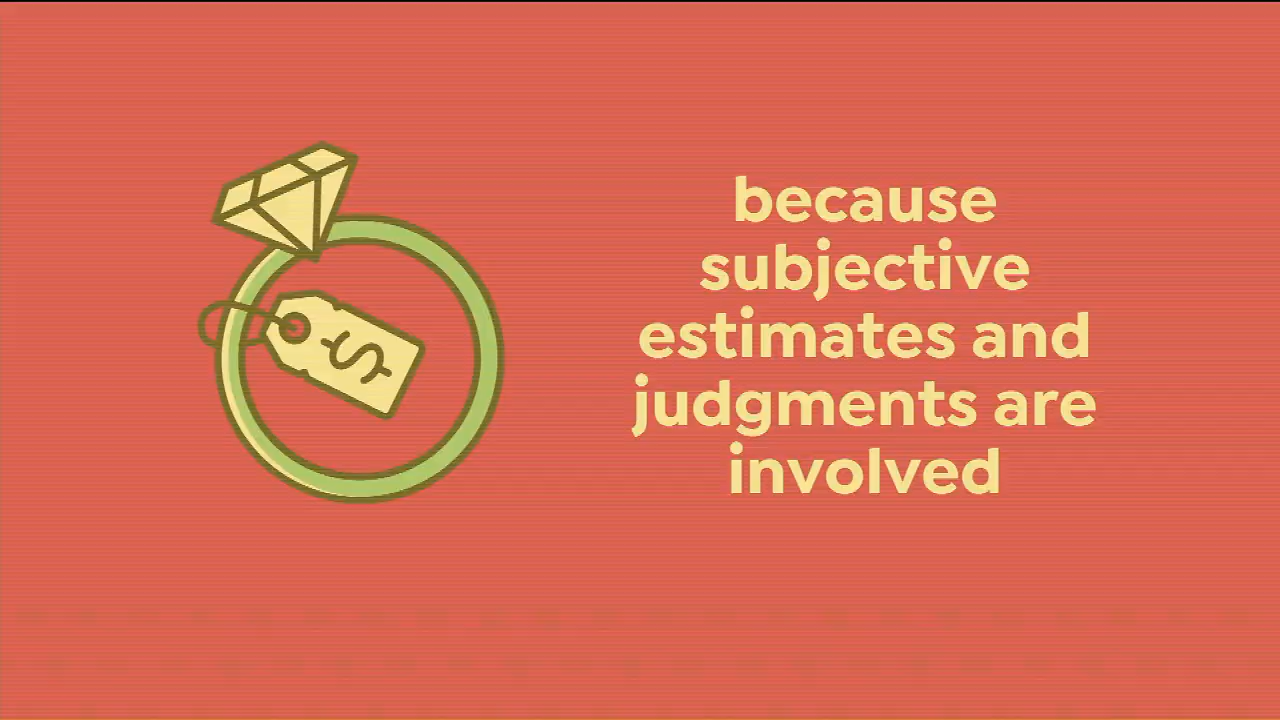 $
because
subjective
estimates and
judgments are
involved